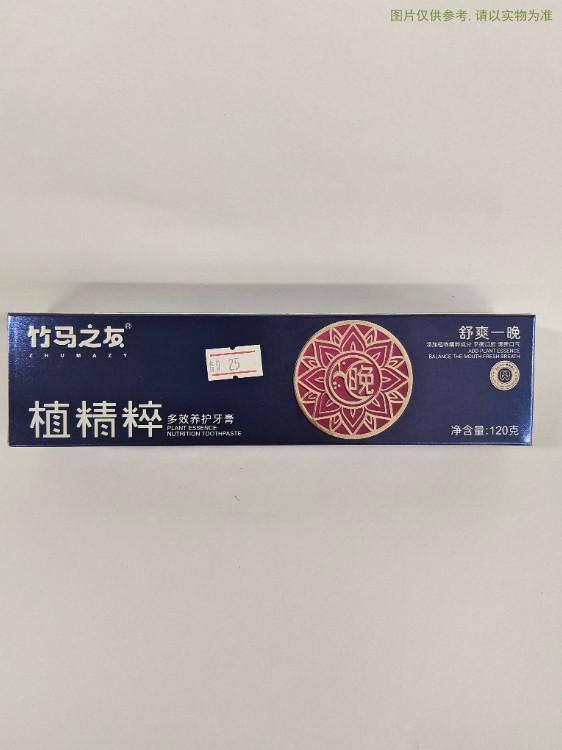 图片仅供参考, 请以实物为准
竹马之友®
ZHUMAZY
25
植精粹
多效养护牙膏
PLANT ESSENCE
NUTRITION TOOTHPASTE
晚
舒爽一晚
ADD PLANT ESSENCE
BALANCE THE MOUTH FRESH BREATH
净含量:120克